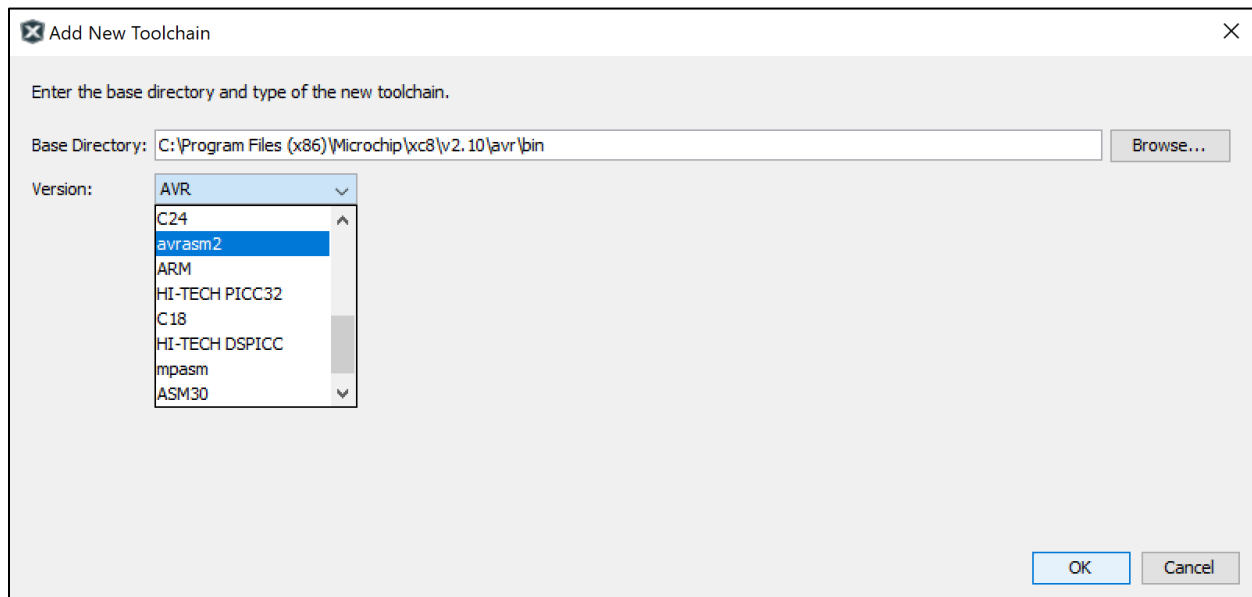 Add New Toolchain
Enter the base directory and type of the new toolchain.
Base Directory: C:\Program Files (x86)\Microchip\xc8\v2.10\avr\bin Browse...
Version: AVR
C24
avrasm2
ARM
HI-TECH PICC32
C18
HI-TECH DSPICC
mpasm
ASM30
OK Cancel